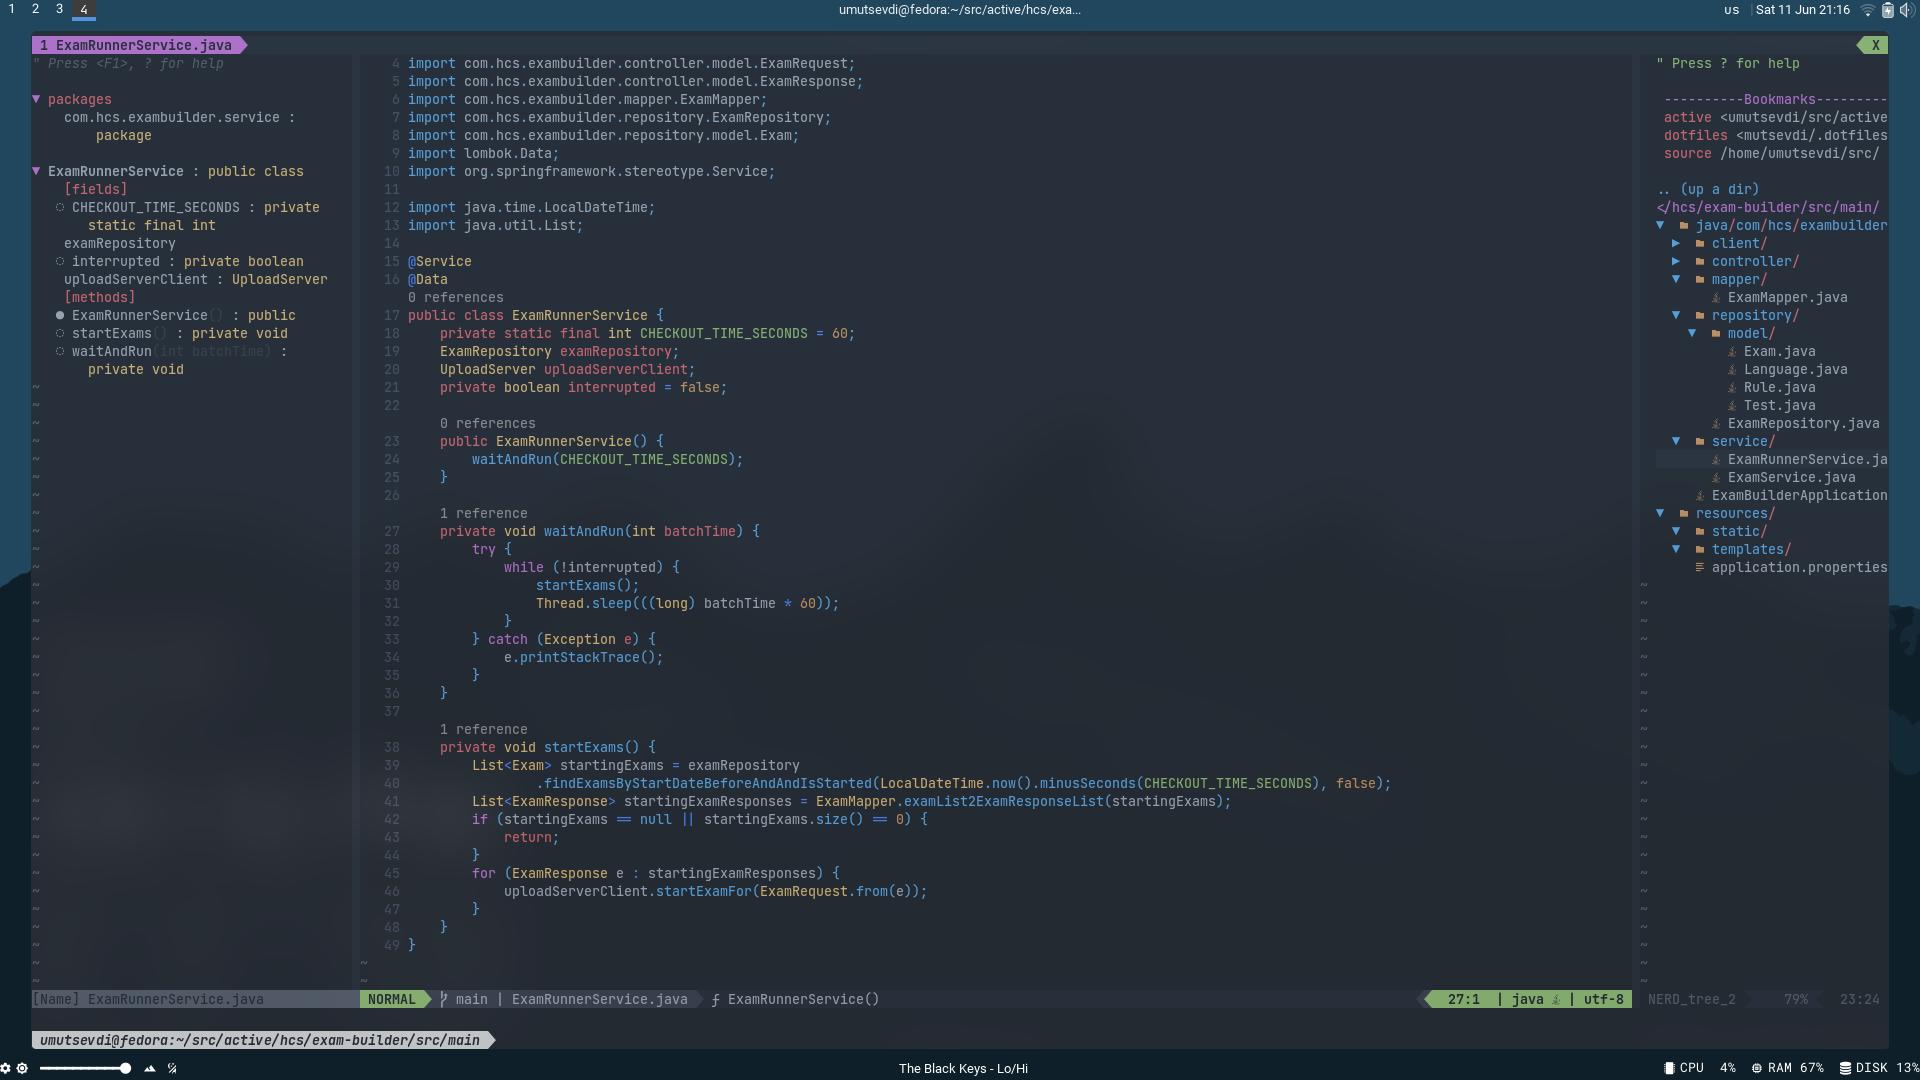 1 2 3 4 umutsevdi@fedora:~/src/active/hcs/exa... us Sat 11 Jun 21:16
1 ExamRunnerService.java X
" Press <F1>, ? for help
▼ packages
com.hcs.exambuilder.service :
package
▼ ExamRunnerService : public class
[fields]
CHECKOUT_TIME_SECONDS : private
static final int
examRepository
interrupted : private boolean
uploadServerClient : UploadServer
[methods]
ExamRunnerService() : public
startExams() : private void
waitAndRun(int batchTime) :
private void
[Name] ExamRunnerService.java
4 import com.hcs.exambuilder.controller.model.ExamRequest;
5 import com.hcs.exambuilder.controller.model.ExamResponse;
6 import com.hcs.exambuilder.mapper.ExamMapper;
7 import com.hcs.exambuilder.repository.ExamRepository;
8 import com.hcs.exambuilder.repository.model.Exam;
9 import lombok.Data;
10 import org.springframework.stereotype.Service;
11
12 import java.time.LocalDateTime;
13 import java.util.List;
14
15 @Service
16 @Data
0 references
17 public class ExamRunnerService {
18     private static final int CHECKOUT_TIME_SECONDS = 60;
19     ExamRepository examRepository;
20     UploadServer uploadServerClient;
21     private boolean interrupted = false;
22
0 references
23     public ExamRunnerService() {
24         waitAndRun(CHECKOUT_TIME_SECONDS);
25     }
26
1 reference
27     private void waitAndRun(int batchTime) {
28         try {
29             while (!interrupted) {
30                 startExams();
31                 Thread.sleep(((long) batchTime * 60));
32             }
33         } catch (Exception e) {
34             e.printStackTrace();
35         }
36     }
37
1 reference
38     private void startExams() {
39         List<Exam> startingExams = examRepository
40                 .findExamsByStartDateBeforeAndAndIsStarted(LocalDateTime.now().minusSeconds(CHECKOUT_TIME_SECONDS), false);
41         List<ExamResponse> startingExamResponses = ExamMapper.examList2ExamResponseList(startingExams);
42         if (startingExams == null || startingExams.size() == 0) {
43             return;
44         }
45         for (ExamResponse e : startingExamResponses) {
46             uploadServerClient.startExamFor(ExamRequest.from(e));
47         }
48     }
49 }
NORMAL main | ExamRunnerService.java ƒ ExamRunnerService() 27:1 | java | utf-8
" Press ? for help
----------Bookmarks---------
active <umutsevdi/src/active
dotfiles <mutsevdi/.dotfiles
source /home/umutsevdi/src/
.. (up a dir)
</hcs/exam-builder/src/main/
▼ java/com/hcs/exambuilder
▶ client/
▶ controller/
▼ mapper/
ExamMapper.java
▼ repository/
▼ model/
Exam.java
Language.java
Rule.java
Test.java
ExamRepository.java
▼ service/
ExamRunnerService.ja
ExamService.java
ExamBuilderApplication
▼ resources/
▼ static/
▼ templates/
application.properties
NERD_tree_2 79% 23:24
umutsevdi@fedora:~/src/active/hcs/exam-builder/src/main
The Black Keys - Lo/Hi CPU 4% RAM 67% DISK 13%